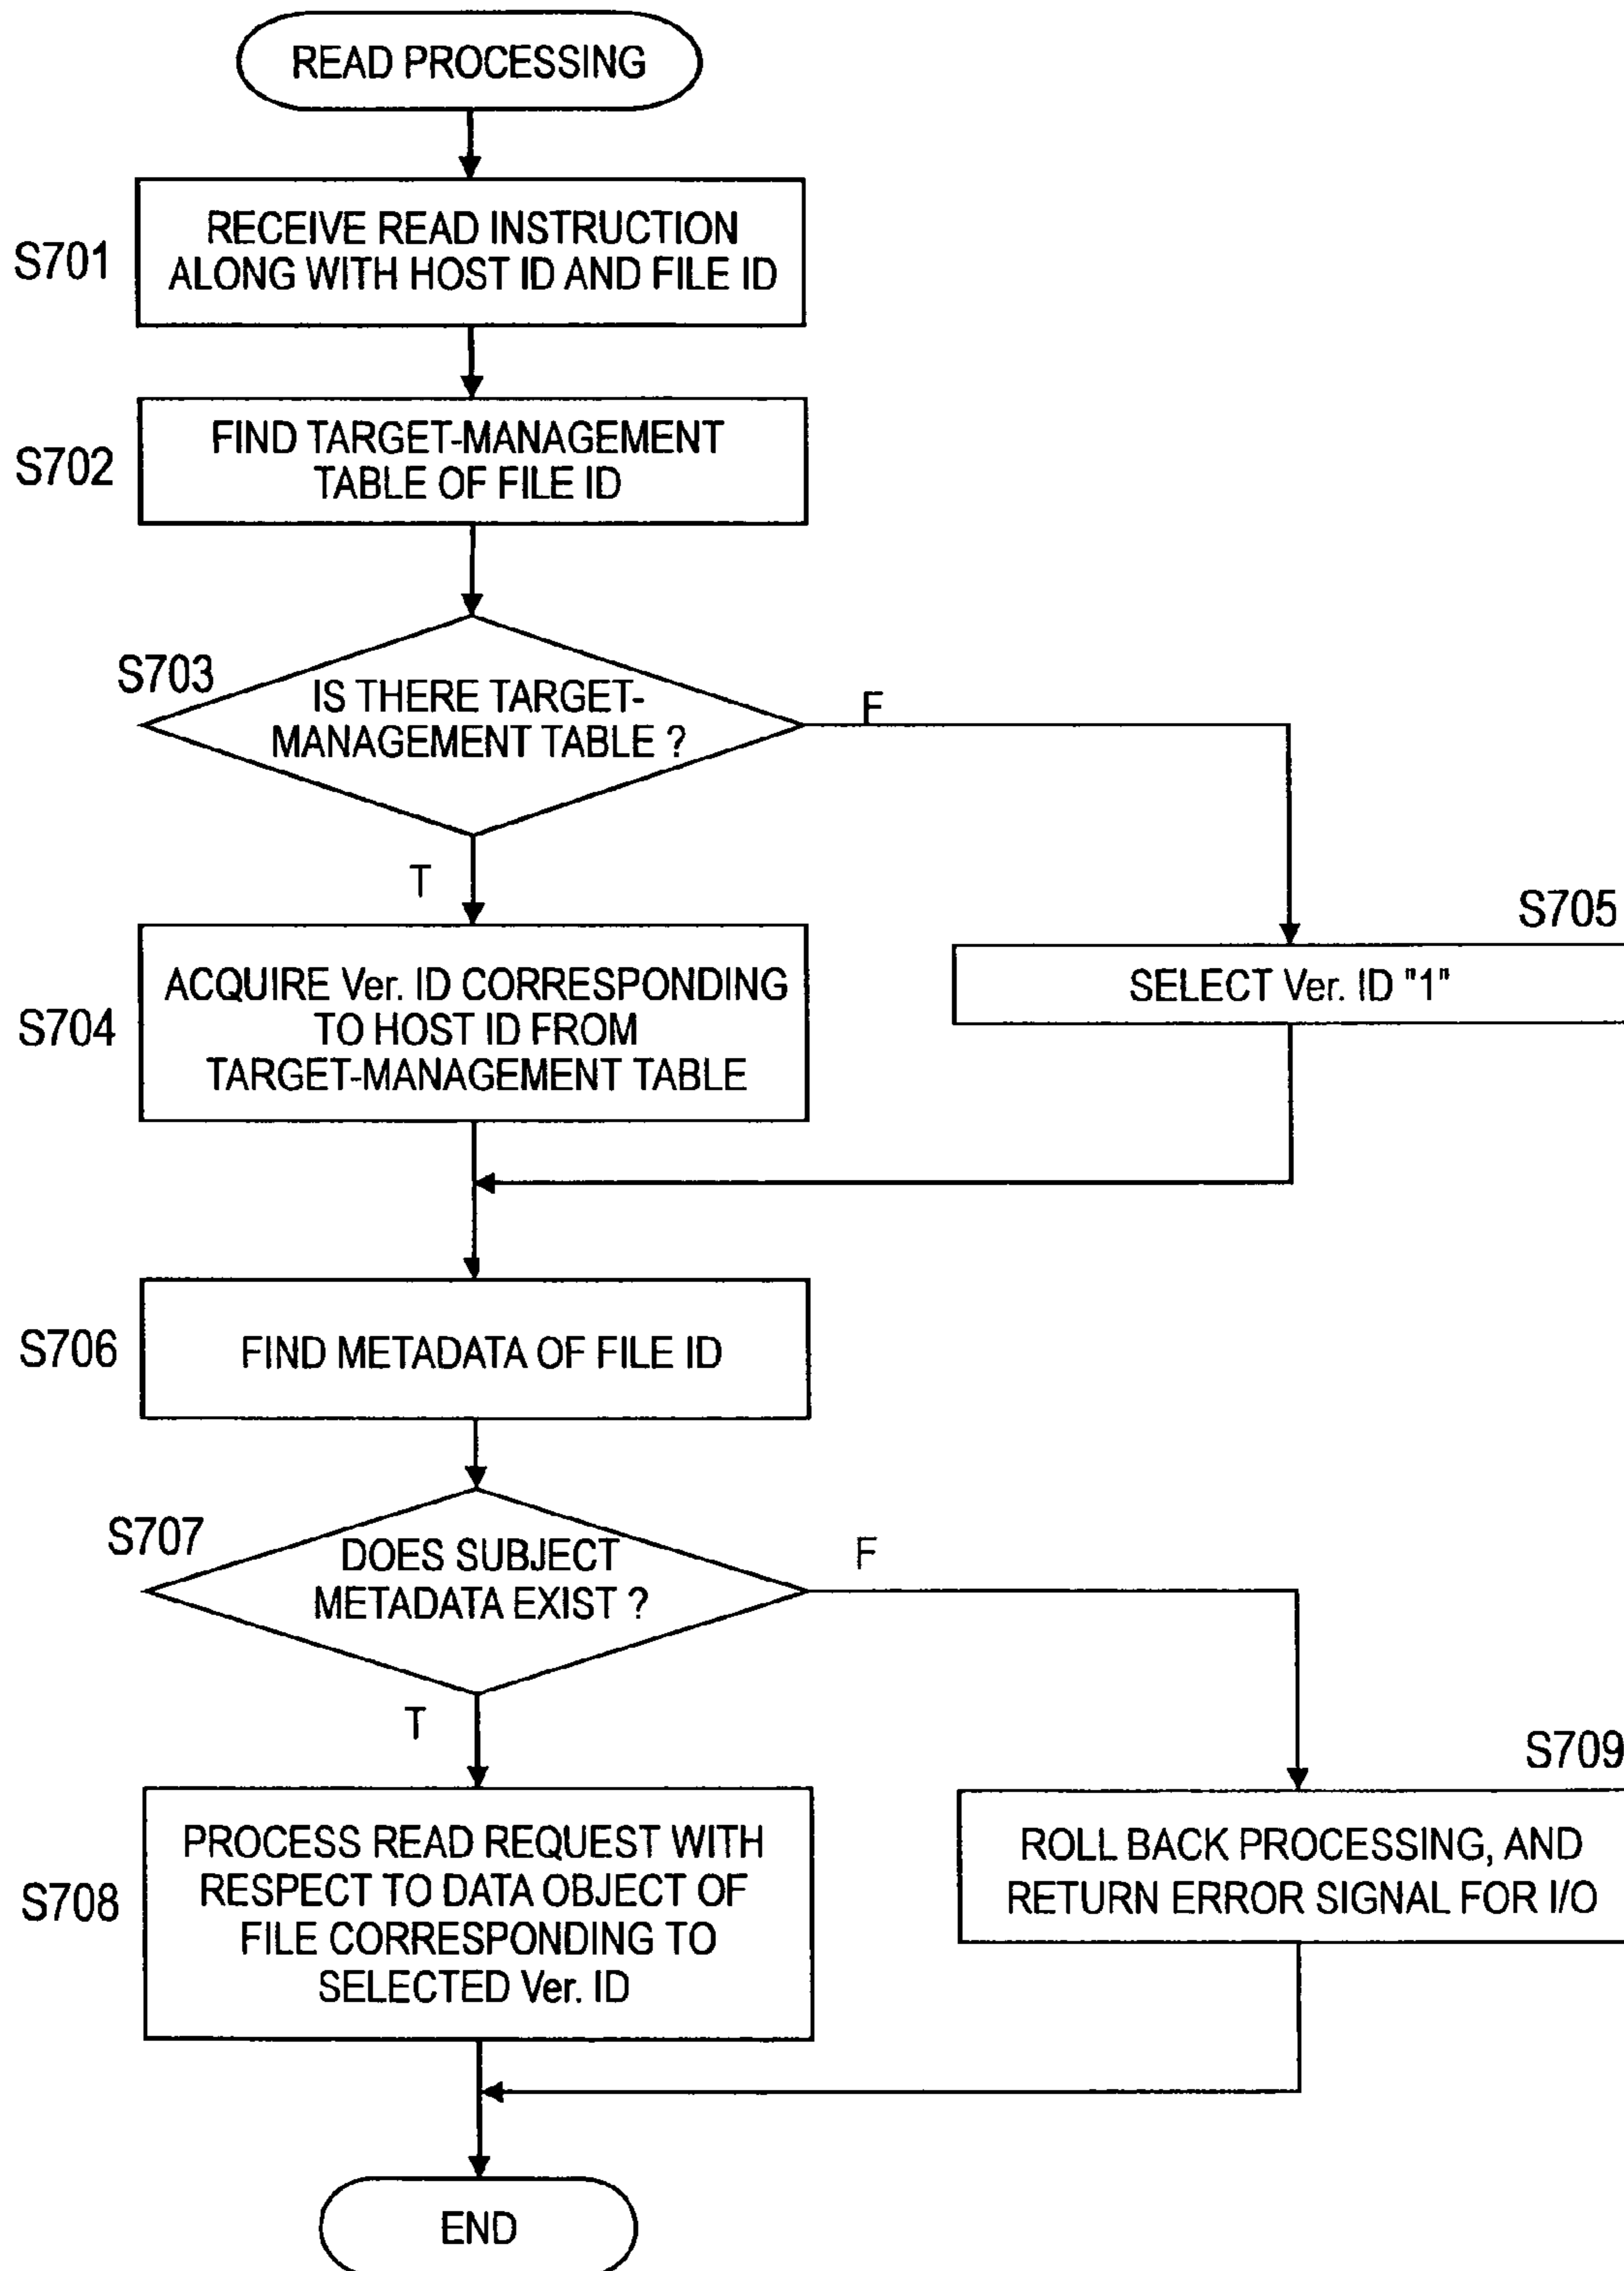 READ PROCESSING
S701
RECEIVE READ INSTRUCTION
ALONG WITH HOST ID AND FILE ID
S702
FIND TARGET-MANAGEMENT
TABLE OF FILE ID
S703
IS THERE TARGET-
MANAGEMENT TABLE ?
F
T
S704
ACQUIRE Ver. ID CORRESPONDING
TO HOST ID FROM
TARGET-MANAGEMENT TABLE
S705
SELECT Ver. ID "1"
S706
FIND METADATA OF FILE ID
S707
DOES SUBJECT
METADATA EXIST ?
F
T
S708
PROCESS READ REQUEST WITH
RESPECT TO DATA OBJECT OF
FILE CORRESPONDING TO
SELECTED Ver. ID
S709
ROLL BACK PROCESSING, AND
RETURN ERROR SIGNAL FOR I/O
END